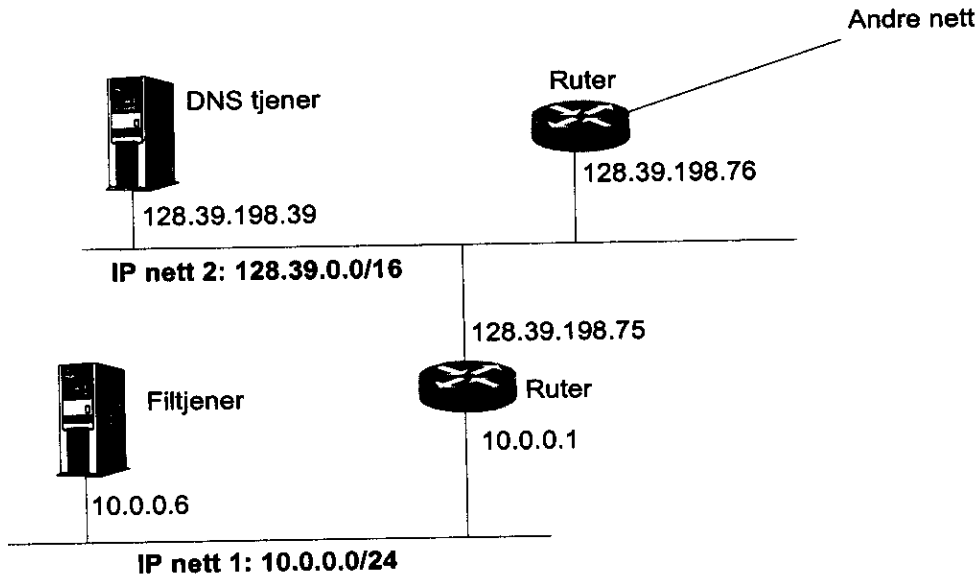 Andre nett
Ruter
DNS tjener
128.39.198.76
128.39.198.39
IP nett 2: 128.39.0.0/16
128.39.198.75
Filtjener
Ruter
10.0.0.1
10.0.0.6
IP nett 1: 10.0.0.0/24